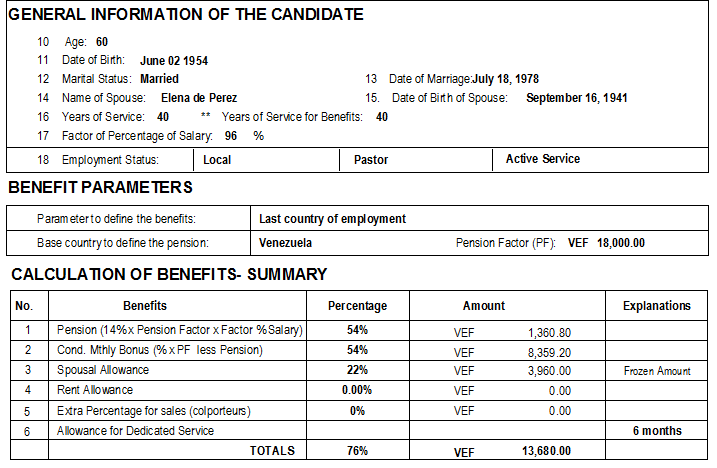 GENERAL INFORMATION OF THE CANDIDATE
10 Age: 60
11 Date of Birth: June 02 1954
12 Marital Status: Married 13 Date of Marriage:July 18, 1978
14 Name of Spouse: Elena de Perez 15. Date of Birth of Spouse: September 16, 1941
16 Years of Service: 40 ** Years of Service for Benefits: 40
17 Factor of Percentage of Salary: 96 %
18 Employment Status: Local Pastor Active Service
BENEFIT PARAMETERS
Parameter to define the benefits: Last country of employment
Base country to define the pension: Venezuela Pension Factor (PF): VEF 18,000.00
CALCULATION OF BENEFITS- SUMMARY
No. Benefits Percentage Amount Explanations
1 Pension (14% x Pension Factor x Factor % Salary) 54% VEF 1,360.80
2 Cond. Mthly Bonus (% x PF less Pension) 54% VEF 8,359.20
3 Spousal Allowance 22% VEF 3,960.00 Frozen Amount
4 Rent Allowance 0.00% VEF 0.00
5 Extra Percentage for sales (colporteurs) 0% VEF 0.00
6 Allowance for Dedicated Service 6 months
TOTALS 76% VEF 13,680.00